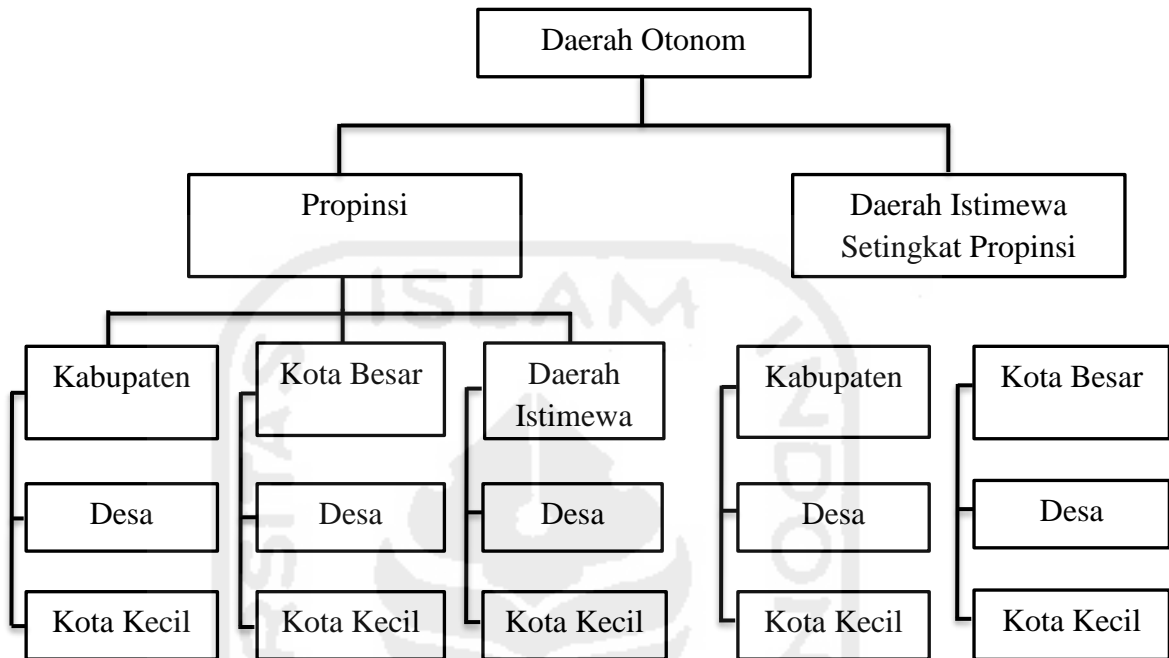 Daerah Otonom
Propinsi
Daerah Istimewa
Setingkat Propinsi
Kabupaten
Kota Besar
Daerah
Istimewa
Kabupaten
Kota Besar
Desa
Desa
Desa
Desa
Desa
Kota Kecil
Kota Kecil
Kota Kecil
Kota Kecil
Kota Kecil
ISLAM